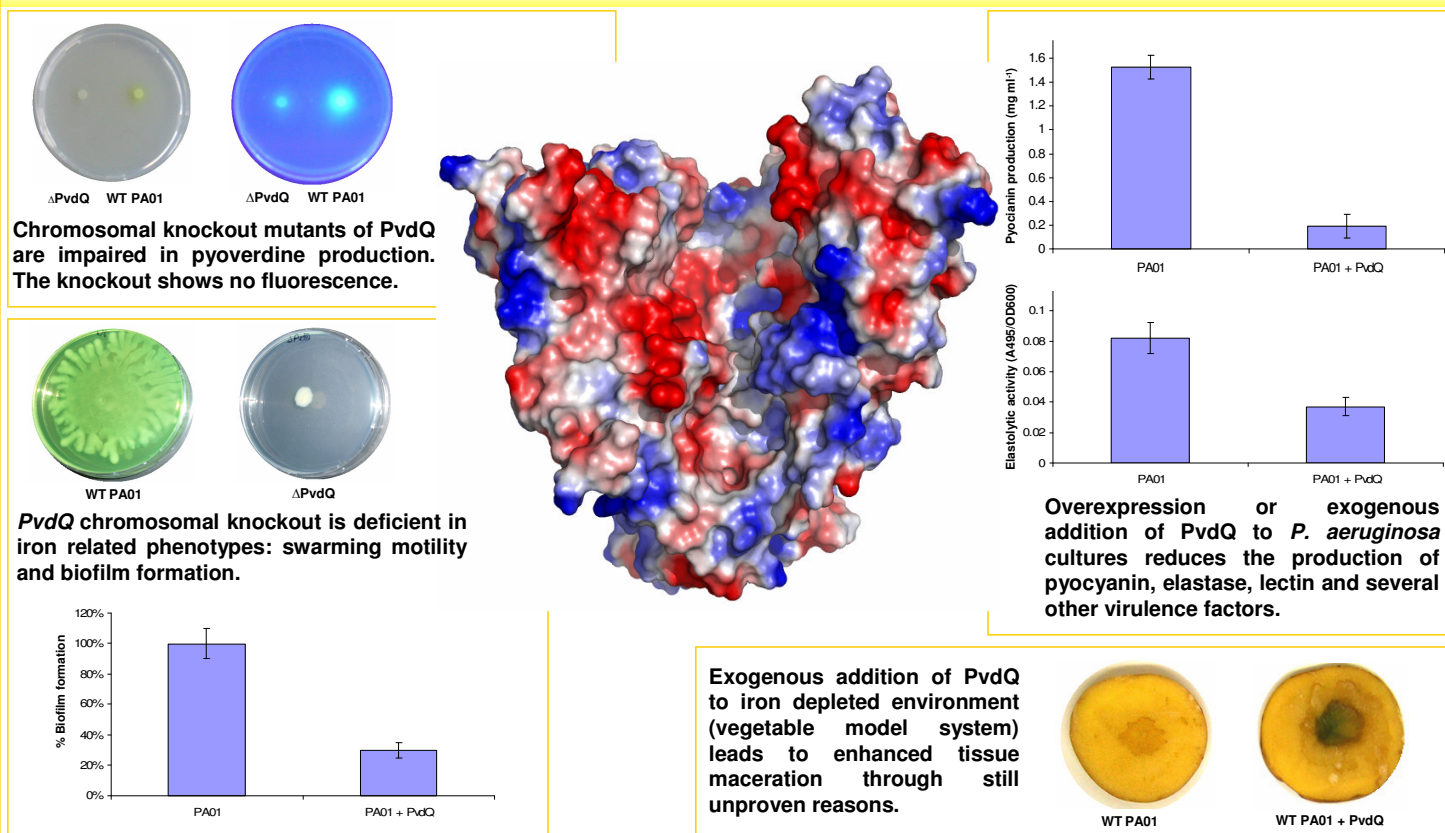 ΔPvdQ WT PA01
ΔPvdQ WT PA01
Chromosomal knockout mutants of PvdQ
are impaired in pyoverdine production.
The knockout shows no fluorescence.
WT PA01
ΔPvdQ
PvdQ chromosomal knockout is deficient in
iron related phenotypes: swarming motility
and biofilm formation.
% Biofilm formation
120%
100%
80%
60%
40%
20%
0%
PA01
PA01 + PvdQ
Pyocianin production (mg ml-1)
1.6
1.4
1.2
1
0.8
0.6
0.4
0.2
0
PA01
PA01 + PvdQ
Elastolytic activity (A495/OD600)
0.1
0.08
0.06
0.04
0.02
0
PA01
PA01 + PvdQ
Overexpression or exogenous
addition of PvdQ to P. aeruginosa
cultures reduces the production of
pyocyanin, elastase, lectin and several
other virulence factors.
Exogenous addition of PvdQ
to iron depleted environment
(vegetable model system)
leads to enhanced tissue
maceration through still
unproven reasons.
WT PA01
WT PA01 + PvdQ